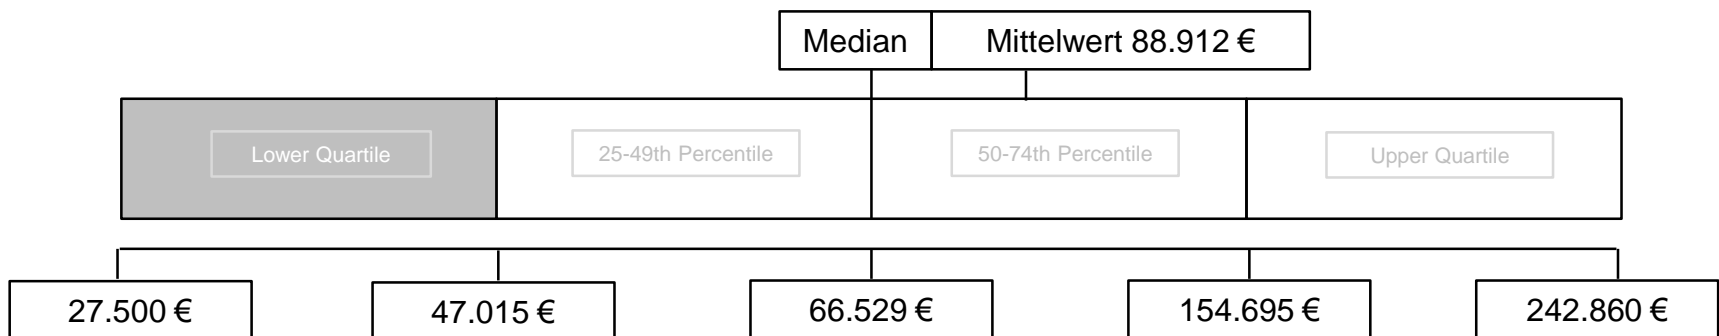 Median
Mittelwert 88.912 €
Lower Quartile
25-49th Percentile
50-74th Percentile
Upper Quartile
27.500 €
47.015 €
66.529 €
154.695 €
242.860 €